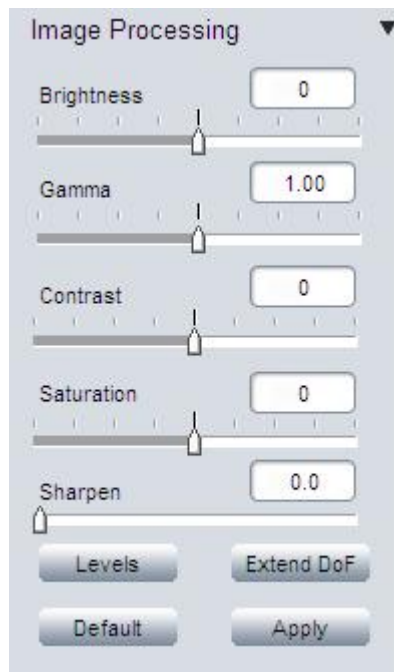 Image Processing
Brightness 0
Gamma 1.00
Contrast 0
Saturation 0
Sharpen 0.0
Levels Extend DoF
Default Apply